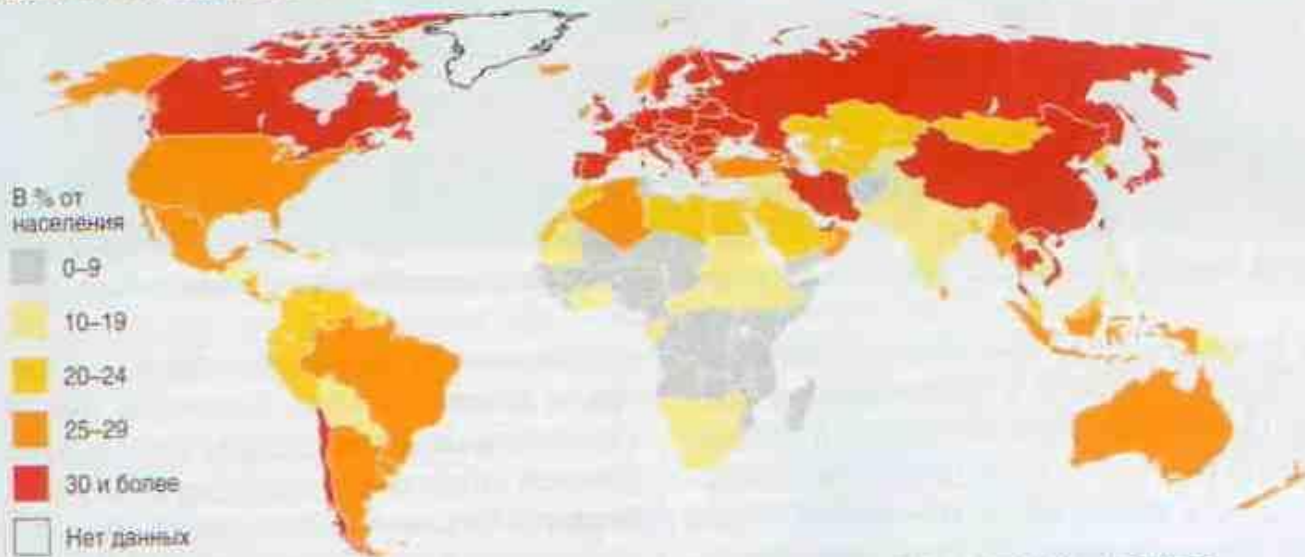 В % от
населения
0–9
10–19
20–24
25–29
30 и более
Нет данных